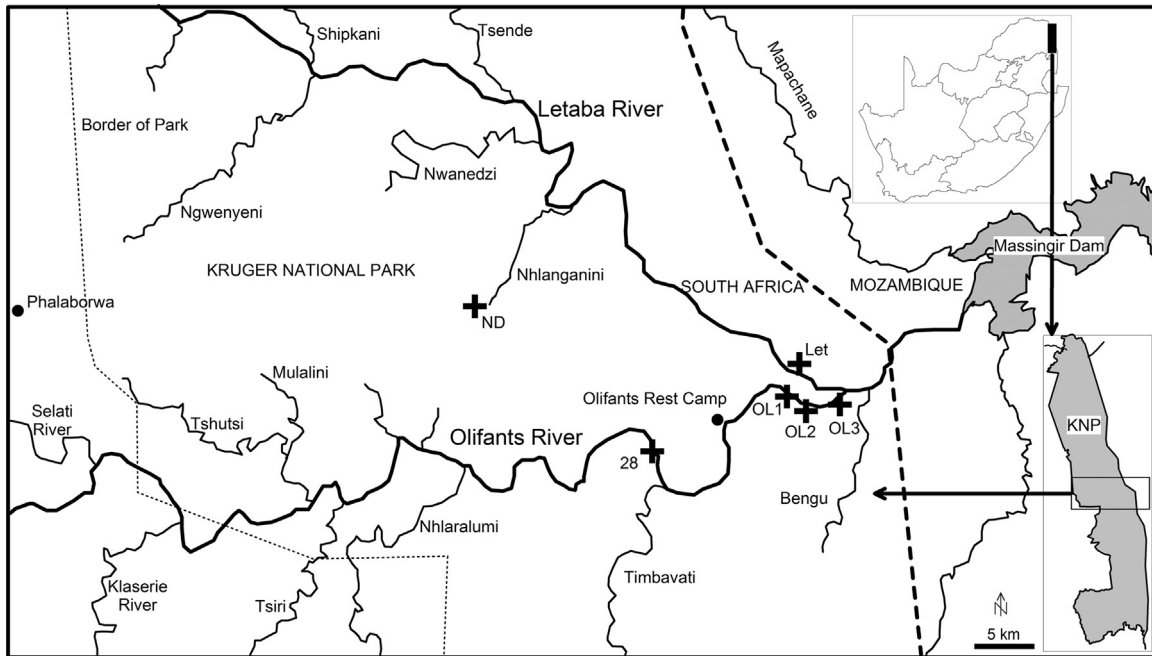 Shipkani
Tsende
Mapachane
Letaba River
Border of Park
Nwanedzi
Ngwenyeni
Massingir Dam
KRUGER NATIONAL PARK
Nhlanganini
SOUTH AFRICA
MOZAMBIQUE
Phalaborwa
ND
Let
Mulalini
Olifants Rest Camp
OL1
OL2
OL3
KNP
Selati
River
Tshutsi
Olifants River
28
Bengu
Nhlaralumi
Klaserie
River
Tsiri
Timbavati
N
5 km